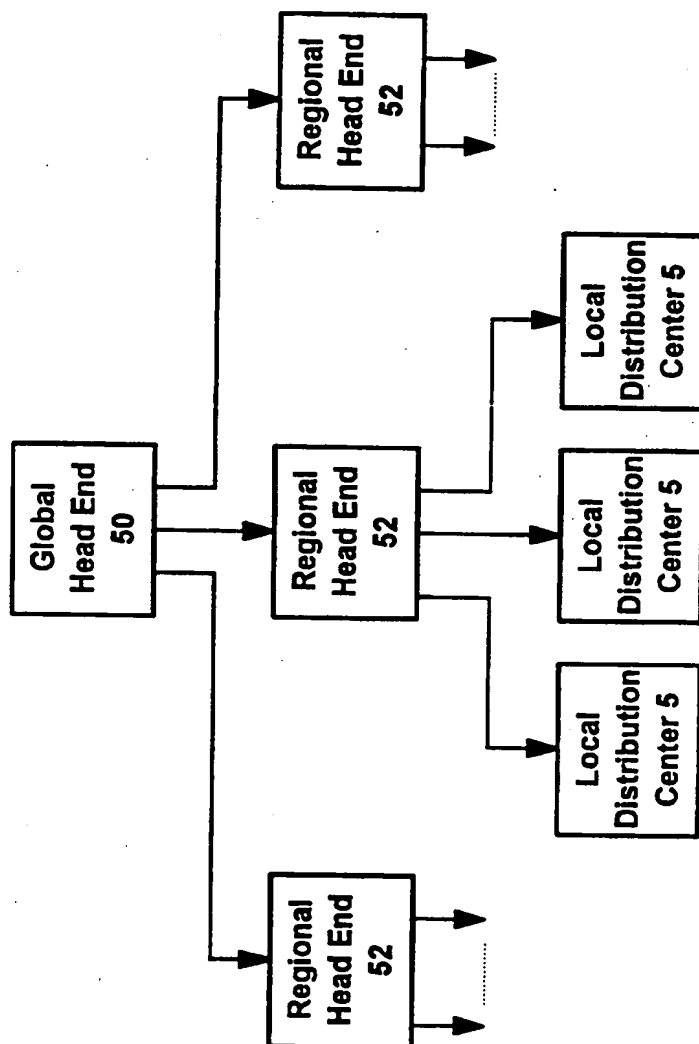 Global
Head End
50
Regional
Head End
52
Regional
Head End
52
Regional
Head End
52
Local
Distribution
Center 5
Local
Distribution
Center 5
Local
Distribution
Center 5